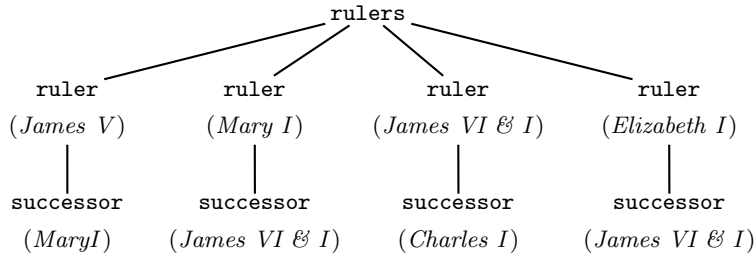 rulers
ruler ruler ruler ruler
(James V) (Mary I) (James VI & I) (Elizabeth I)
successor successor successor successor
(MaryI) (James VI & I) (Charles I) (James VI & I)